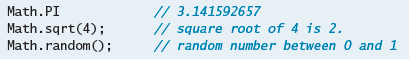 Math.PI // 3.141592657
Math.sqrt(4); // square root of 4 is 2.
Math.random(); // random number between 0 and 1